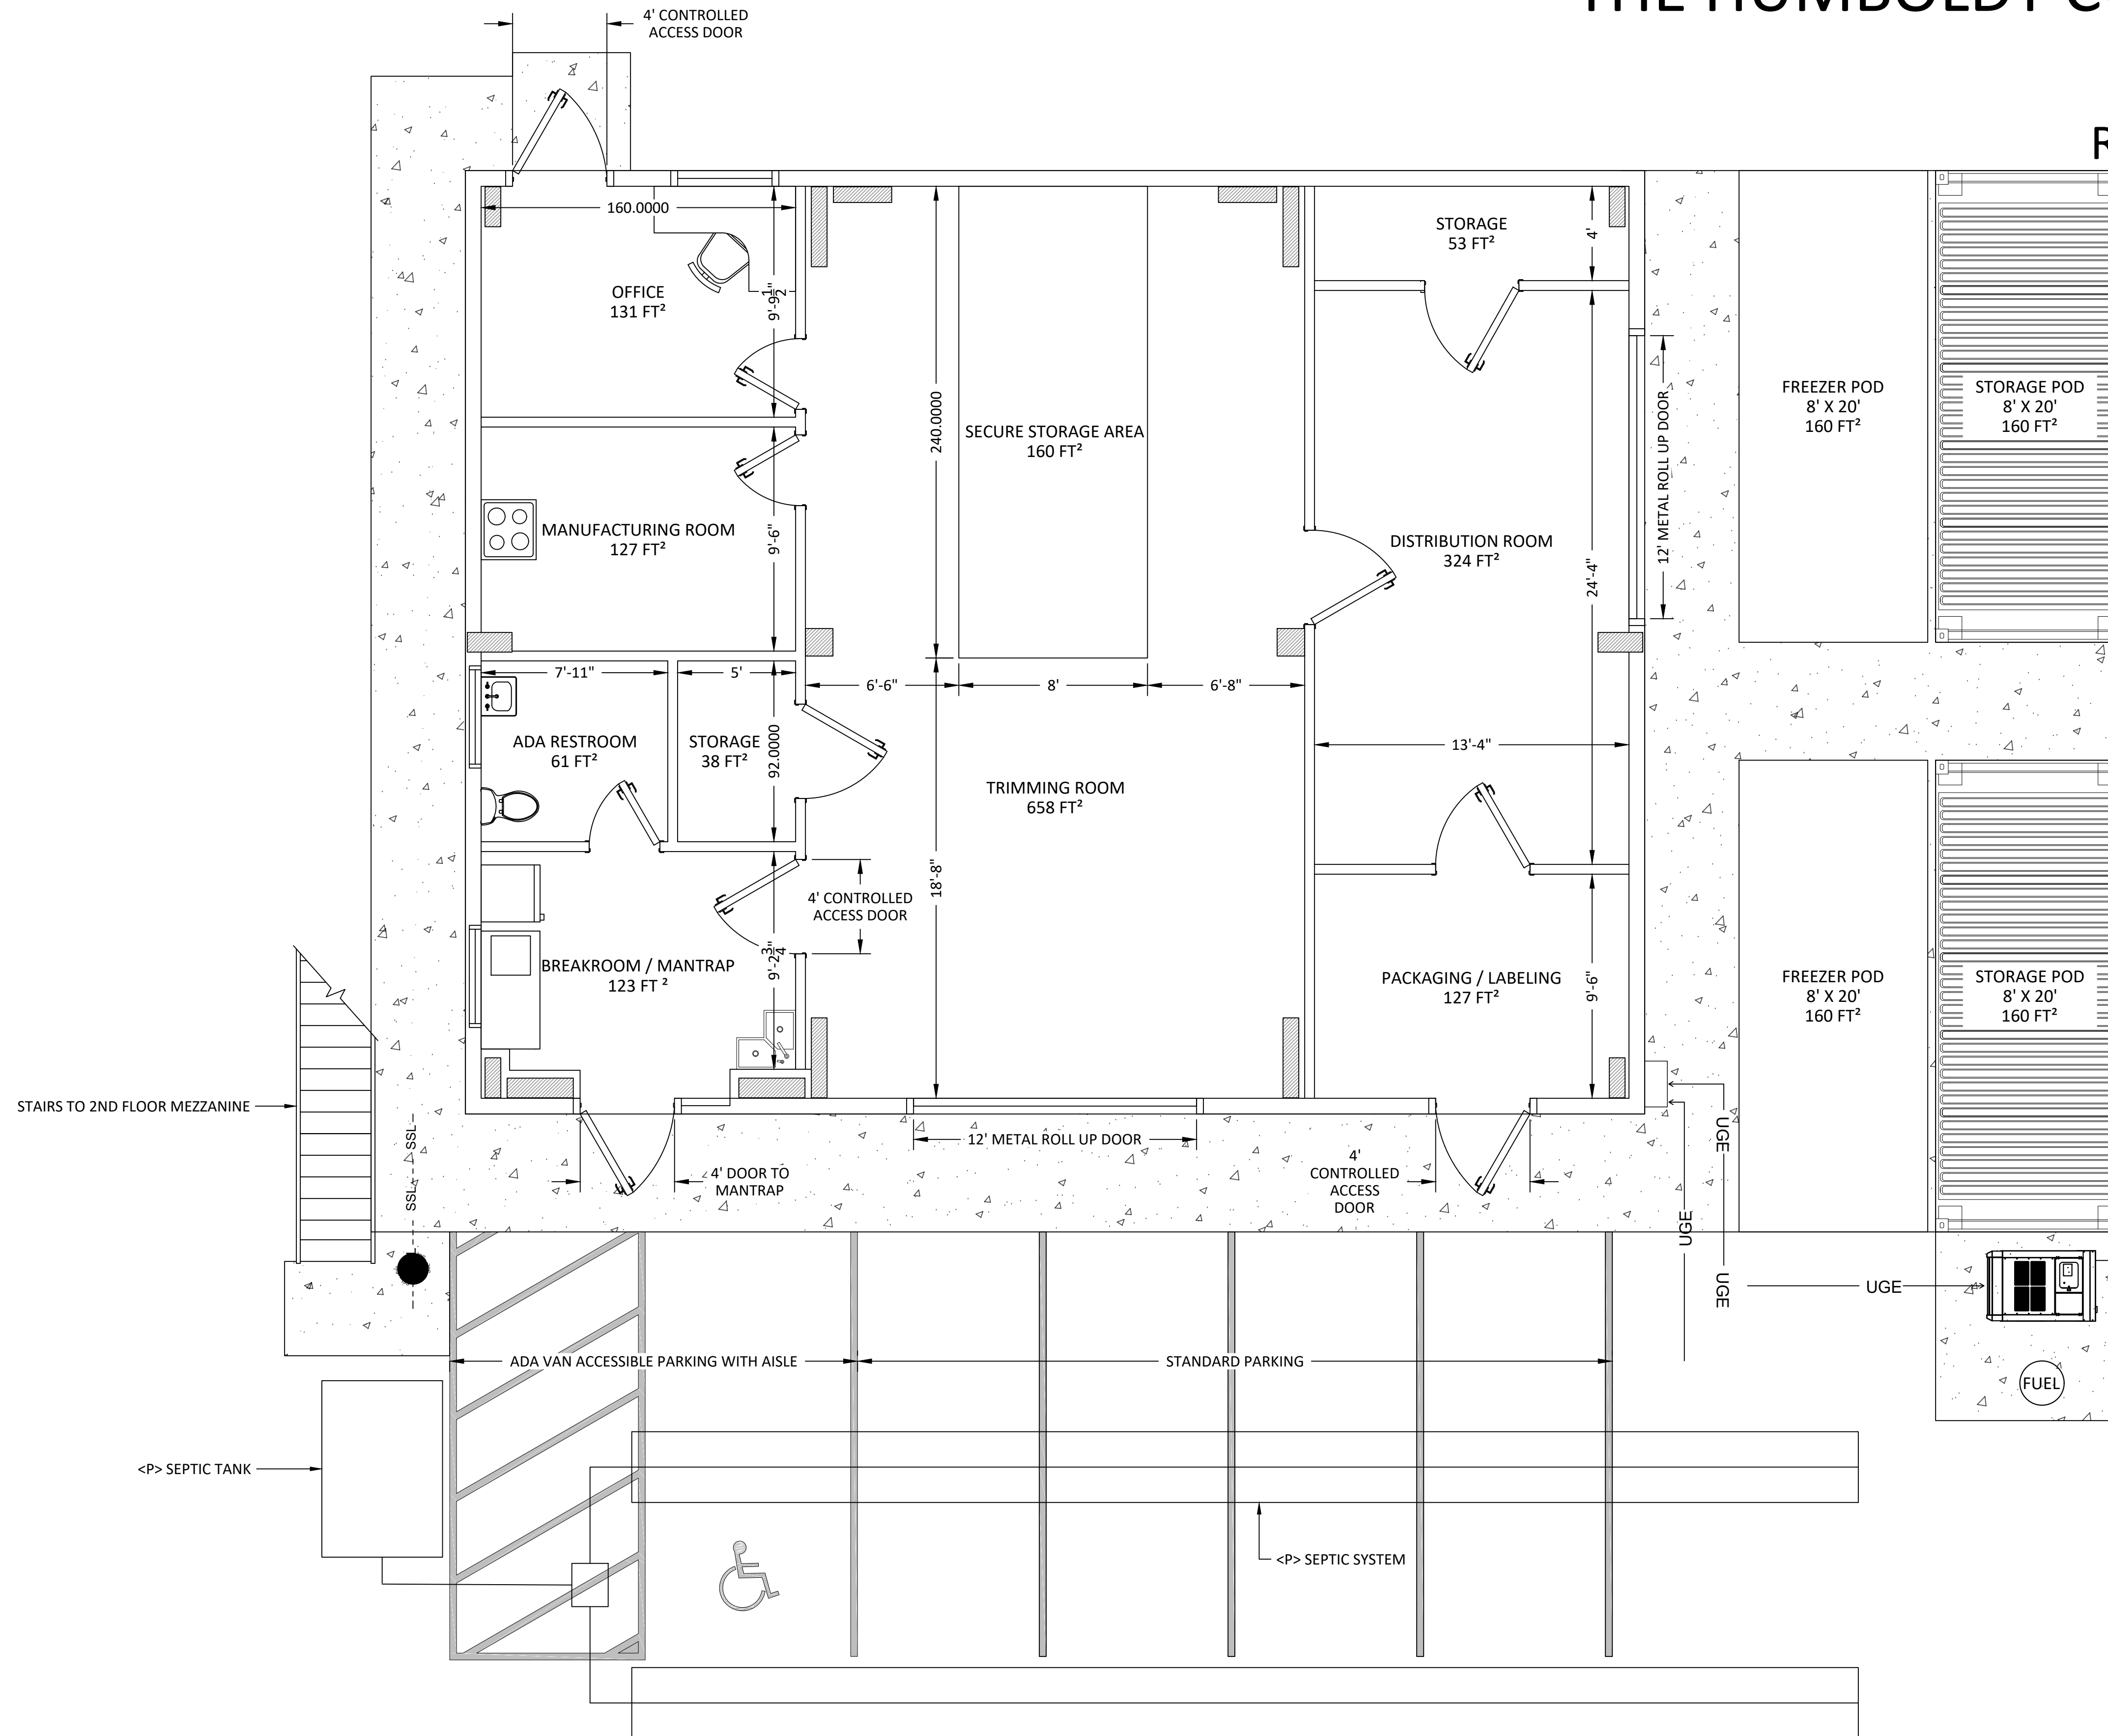 THE HUMBOLDT C
R
4' CONTROLLED
ACCESS DOOR
160.0000
OFFICE
131 FT²
9'-9 1/2"
240.0000
SECURE STORAGE AREA
160 FT²
STORAGE
53 FT²
4'
12' METAL ROLL UP DOOR
FREEZER POD
8' X 20'
160 FT²
STORAGE POD
8' X 20'
160 FT²
MANUFACTURING ROOM
127 FT²
9'-6"
DISTRIBUTION ROOM
324 FT²
24'-4"
7'-11"
5'
6'-6"
8'
6'-8"
ADA RESTROOM
61 FT²
STORAGE
38 FT²
92.0000
13'-4"
TRIMMING ROOM
658 FT²
18'-8"
4' CONTROLLED
ACCESS DOOR
BREAKROOM / MANTRAP
123 FT ²
9'-2 3/4"
PACKAGING / LABELING
127 FT²
9'-6"
FREEZER POD
8' X 20'
160 FT²
STORAGE POD
8' X 20'
160 FT²
STAIRS TO 2ND FLOOR MEZZANINE
SSL
SSL
12' METAL ROLL UP DOOR
4' DOOR TO
MANTRAP
4'
CONTROLLED
ACCESS
DOOR
UGE
UGE
UGE
UGE
ADA VAN ACCESSIBLE PARKING WITH AISLE
STANDARD PARKING
FUEL
<P> SEPTIC TANK
<P> SEPTIC SYSTEM